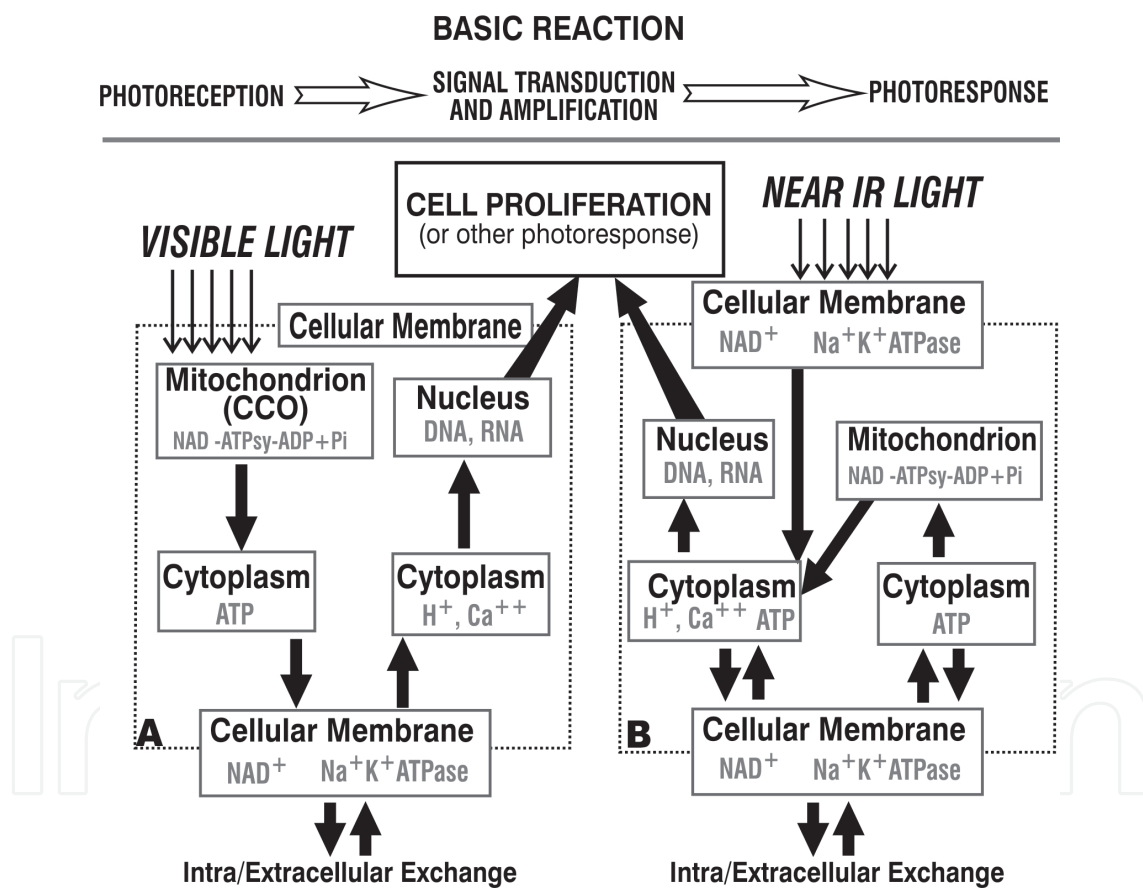 BASIC REACTION
PHOTORECEPTION
SIGNAL TRANSDUCTION
AND AMPLIFICATION
PHOTORESPONSE
VISIBLE LIGHT
CELL PROLIFERATION
(or other photoresponse)
NEAR IR LIGHT
Cellular Membrane
Mitochondrion
(CCO)
NAD -ATPsy-ADP+Pi
Nucleus
DNA, RNA
Cytoplasm
ATP
Cytoplasm
H+, Ca++
A
Cellular Membrane
NAD+ Na+K+ATPase
Intra/Extracellular Exchange
Cellular Membrane
NAD+ Na+K+ATPase
Nucleus
DNA, RNA
Mitochondrion
NAD -ATPsy-ADP+Pi
Cytoplasm
H+, Ca++ ATP
Cytoplasm
ATP
B
Cellular Membrane
NAD+ Na+K+ATPase
Intra/Extracellular Exchange